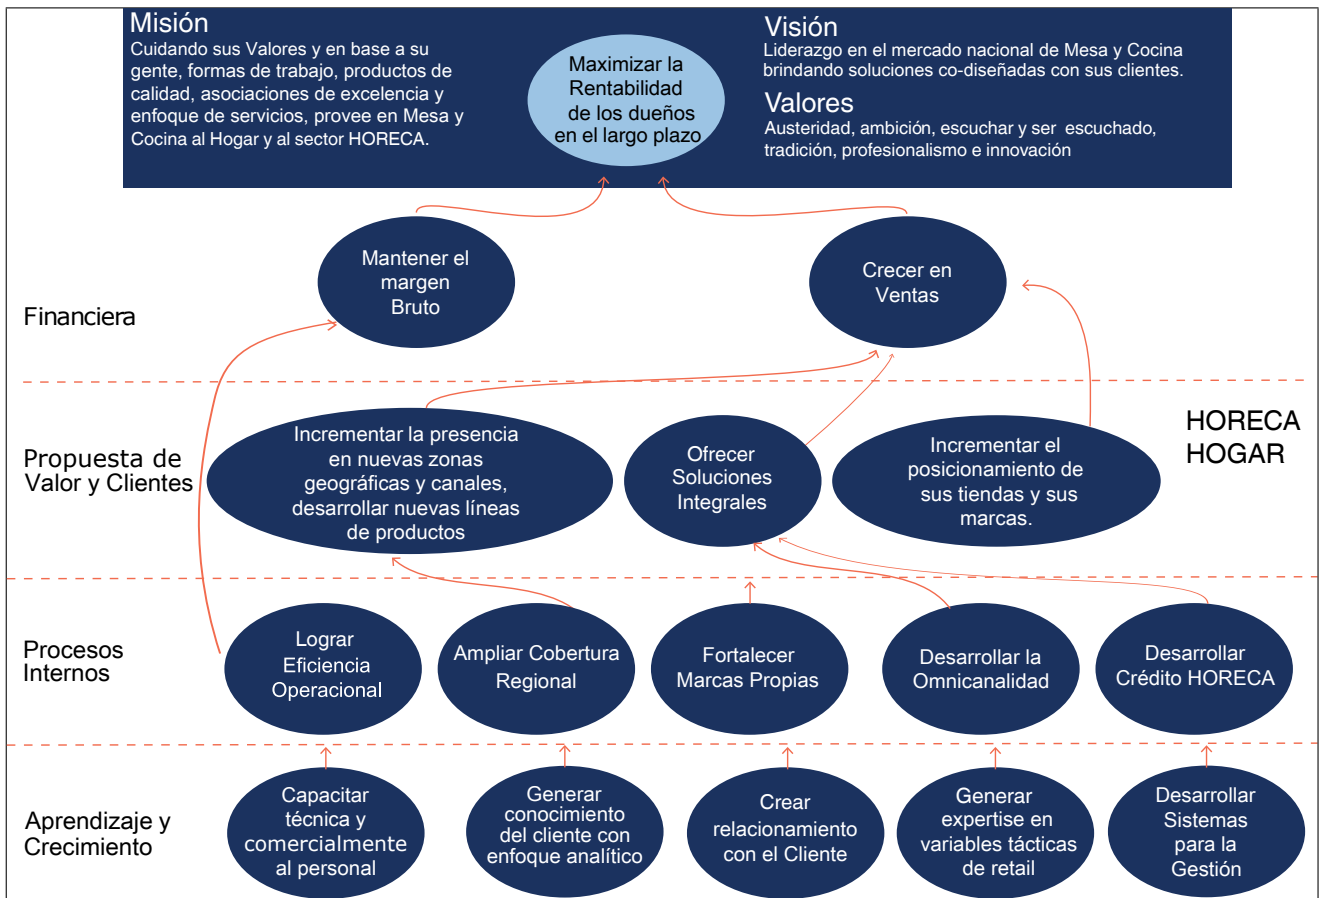 Misión
Cuidando sus Valores y en base a su
gente, formas de trabajo, productos de
calidad, asociaciones de excelencia y
enfoque de servicios, provee en Mesa y
Cocina al Hogar y al sector HORECA.
Maximizar la
Rentabilidad
de los dueños
en el largo plazo
Visión
Liderazgo en el mercado nacional de Mesa y Cocina
brindando soluciones co-diseñadas con sus clientes.
Valores
Austeridad, ambición, escuchar y ser escuchado,
tradición, profesionalismo e innovación
Financiera
Mantener el
margen
Bruto
Crecer en
Ventas
Propuesta de
Valor y Clientes
Incrementar la presencia
en nuevas zonas
geográficas y canales,
desarrollar nuevas líneas
de productos
Ofrecer
Soluciones
Integrales
Incrementar el
posicionamiento de
sus tiendas y sus
marcas.
HORECA
HOGAR
Procesos
Internos
Lograr
Eficiencia
Operacional
Ampliar Cobertura
Regional
Fortalecer
Marcas Propias
Desarrollar la
Omnicanalidad
Desarrollar
Crédito HORECA
Aprendizaje y
Crecimiento
Capacitar
técnica y
comercialmente
al personal
Generar
conocimiento
del cliente con
enfoque analítico
Crear
relacionamiento
con el Cliente
Generar
expertise en
variables tácticas
de retail
Desarrollar
Sistemas
para la
Gestión